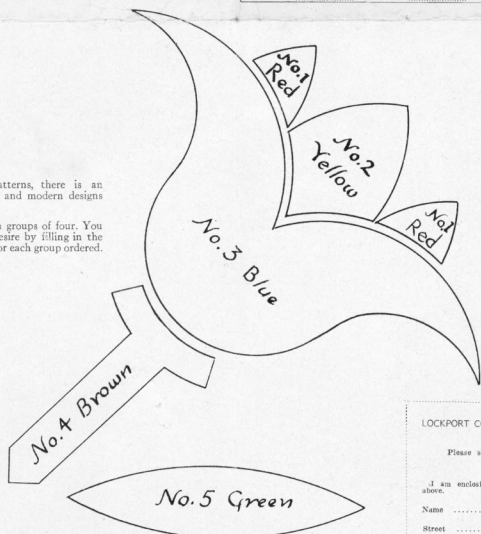 No.1
Red
No.2
Yellow
No.1
Red
atterns, there is an
and modern designs
groups of four. You
esire by filling in the
or each group ordered.
No.3 Blue
No.4 Brown
No.5 Green
LOCKPORT
Please
I am
above.
Name ......
Street ......